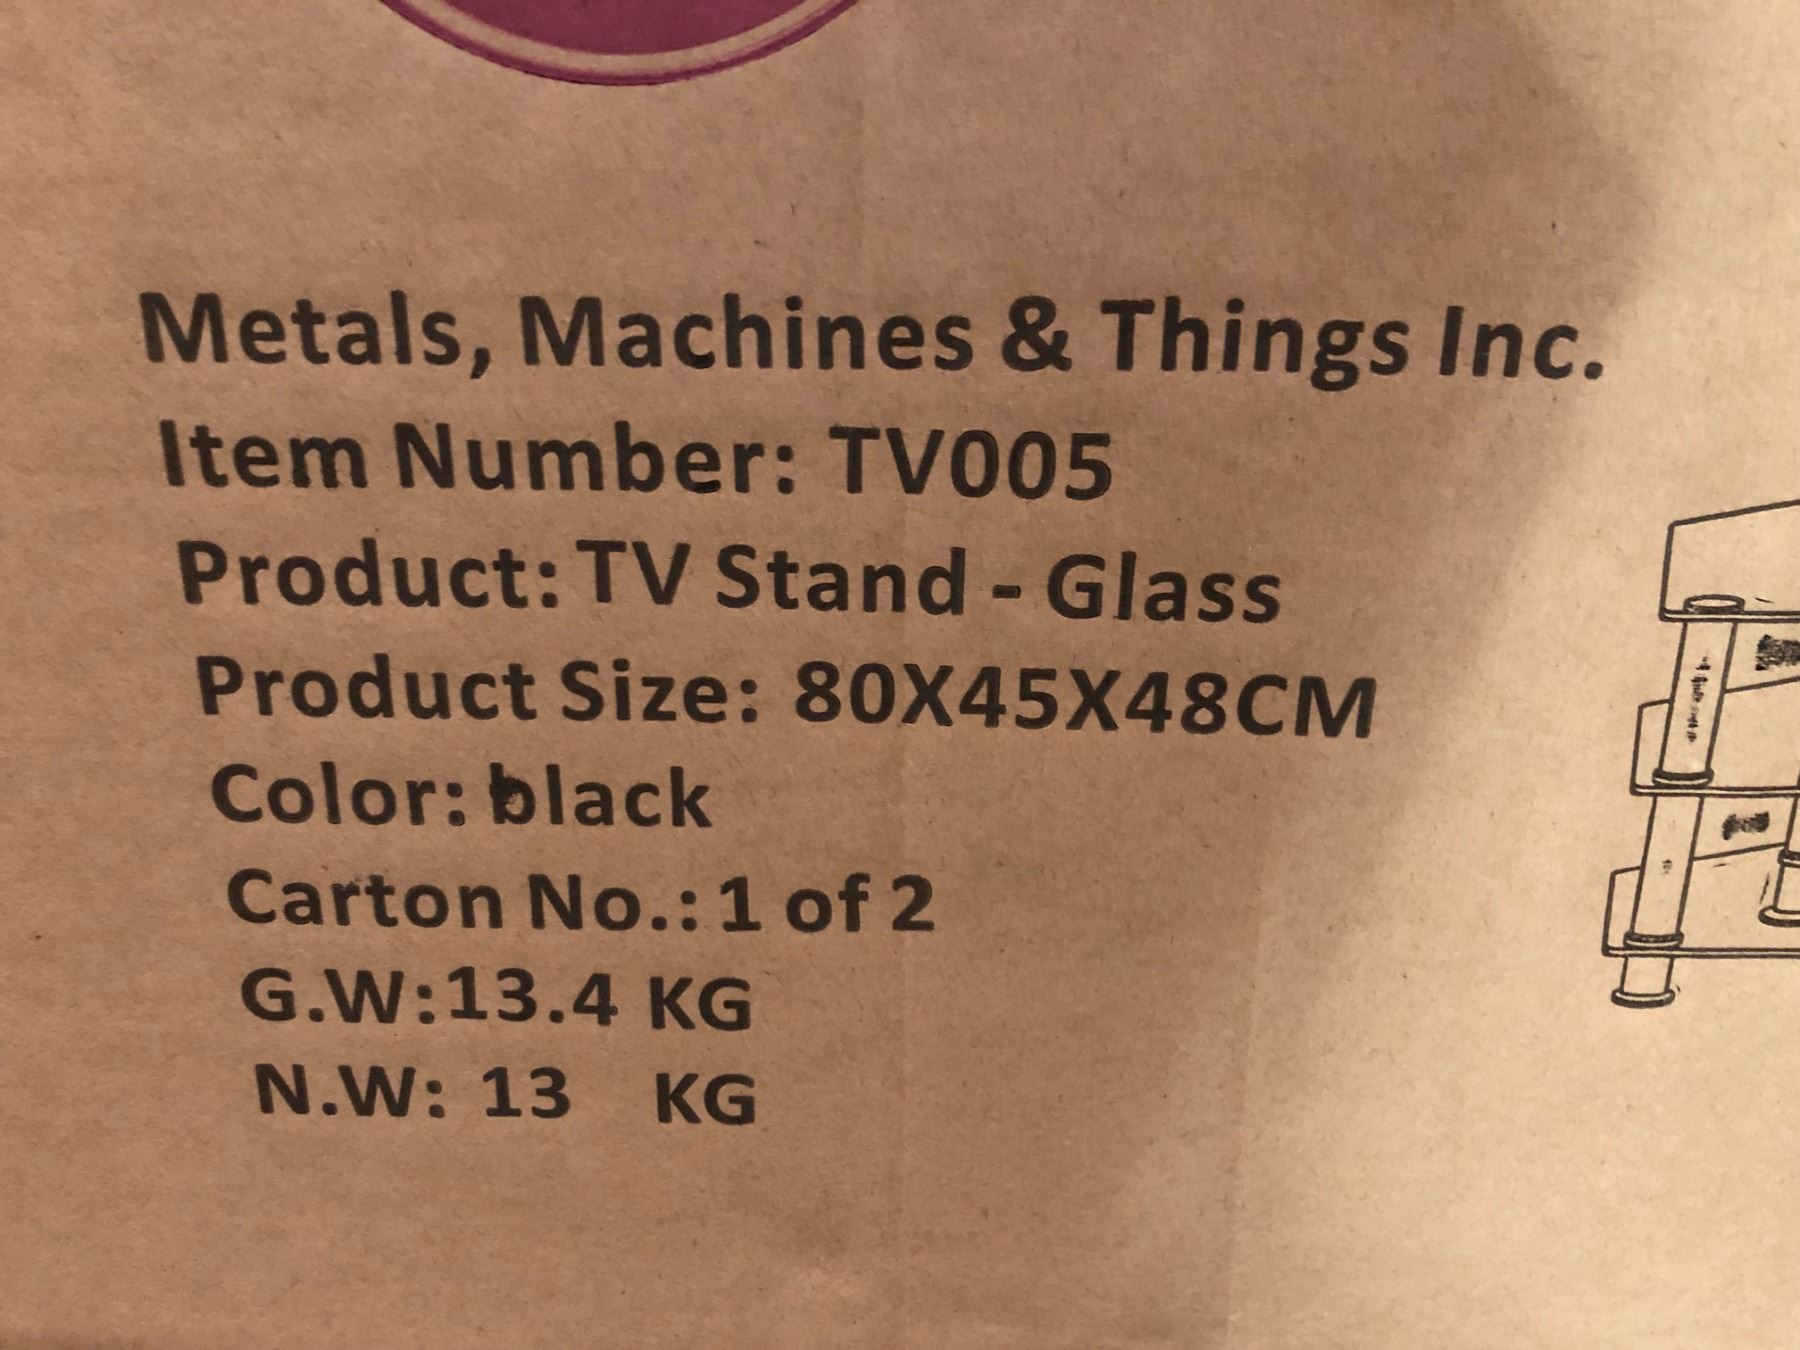 Metals, Machines & Things Inc.
Item Number: TV005
Product: TV Stand - Glass
Product Size: 80X45X48CM
Color: black
Carton No.: 1 of 2
G.W:13.4 KG
N.W: 13 KG